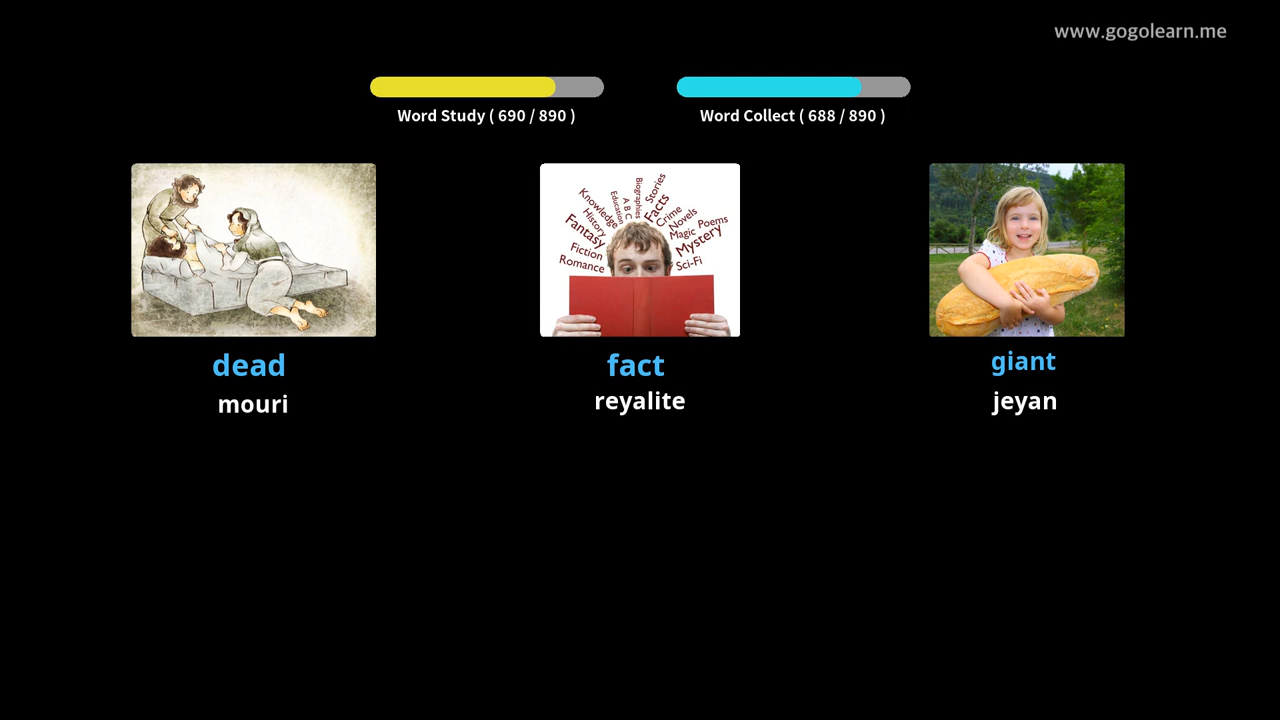 www.gogolearn.me
Word Study ( 690 / 890 )
Word Collect ( 688 / 890 )
Knowledge
History
Fantasy
Fiction
Romance
Education
A B C
Biographies
Stories
Facts
Crime
Novels
Magic
Poems
Mystery
Sci-Fi
dead
mouri
fact
reyalite
giant
jeyan